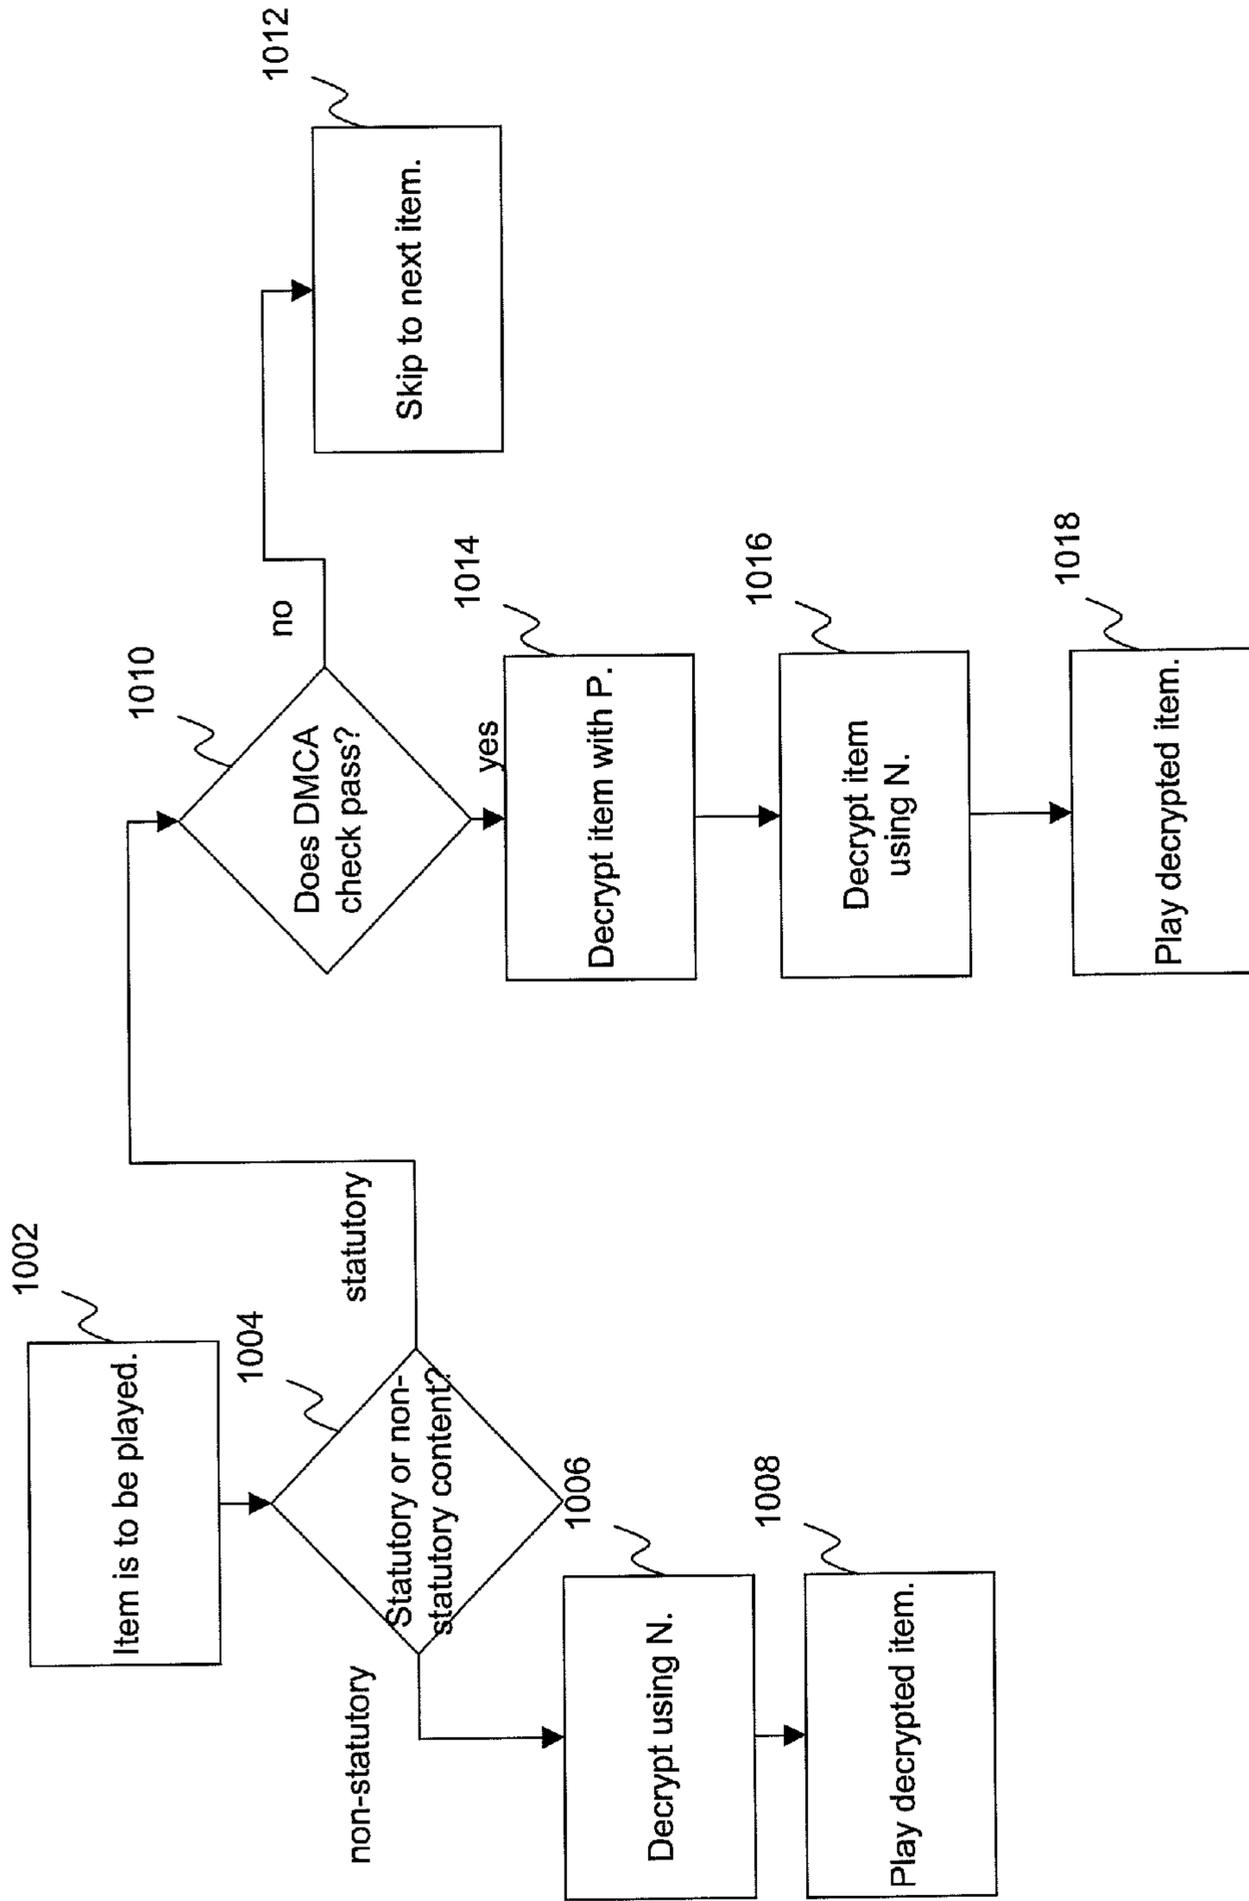 1002
Item is to be played.
1004
Statutory or non-
statutory content?
non-statutory
statutory
1006
Decrypt using N.
1008
Play decrypted item.
1010
Does DMCA
check pass?
no
1012
Skip to next item.
yes
1014
Decrypt item with P.
1016
Decrypt item
using N.
1018
Play decrypted item.